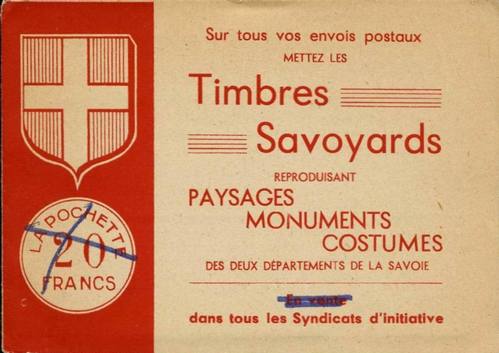 Sur tous vos envois postaux
METTEZ LES
Timbres
Savoyards
REPRODUISANT
PAYSAGES
MONUMENTS
COSTUMES
DES DEUX DÉPARTEMENTS DE LA SAVOIE
En vente
dans tous les Syndicats d'initiative
LA POCHETTE
20
FRANCS